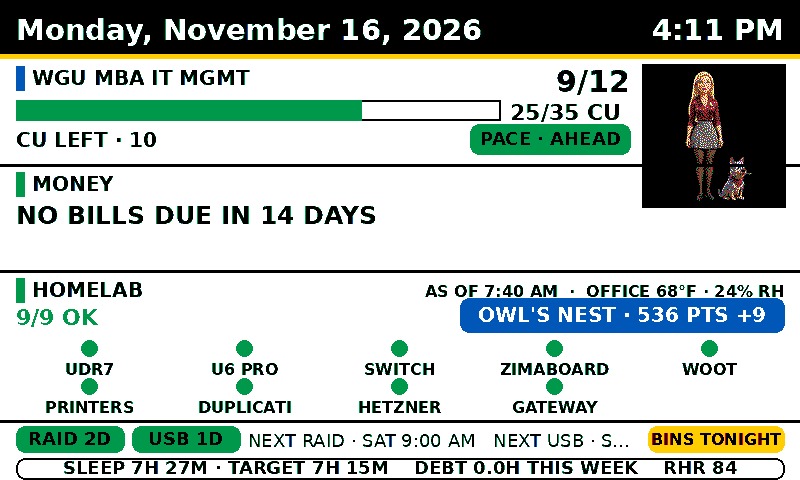 Monday, November 16, 2026 4:11 PM
WGU MBA IT MGMT 9/12
25/35 CU
CU LEFT · 10 PACE · AHEAD
MONEY
NO BILLS DUE IN 14 DAYS
HOMELAB AS OF 7:40 AM · OFFICE 68°F · 24% RH
9/9 OK OWL'S NEST · 536 PTS +9
UDR7 U6 PRO SWITCH ZIMABOARD WOOT
PRINTERS DUPLICATI HETZNER GATEWAY
RAID 2D USB 1D NEXT RAID · SAT 9:00 AM NEXT USB · S... BINS TONIGHT
SLEEP 7H 27M · TARGET 7H 15M DEBT 0.0H THIS WEEK RHR 84